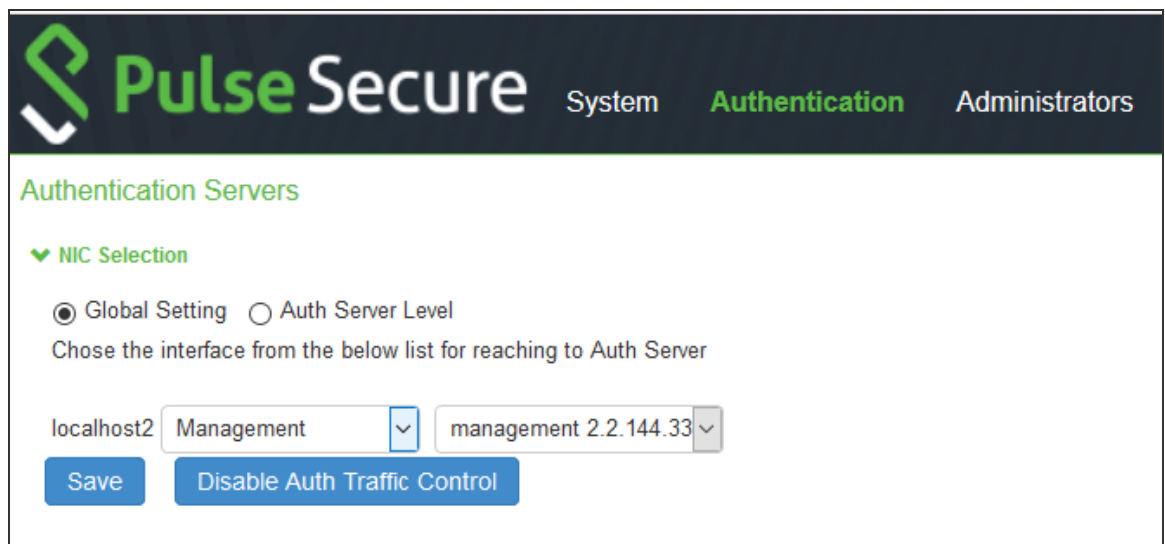 Pulse Secure System Authentication Administrators
Authentication Servers
NIC Selection
Global Setting Auth Server Level
Chose the interface from the below list for reaching to Auth Server
localhost2 Management management 2.2.144.33
Save Disable Auth Traffic Control